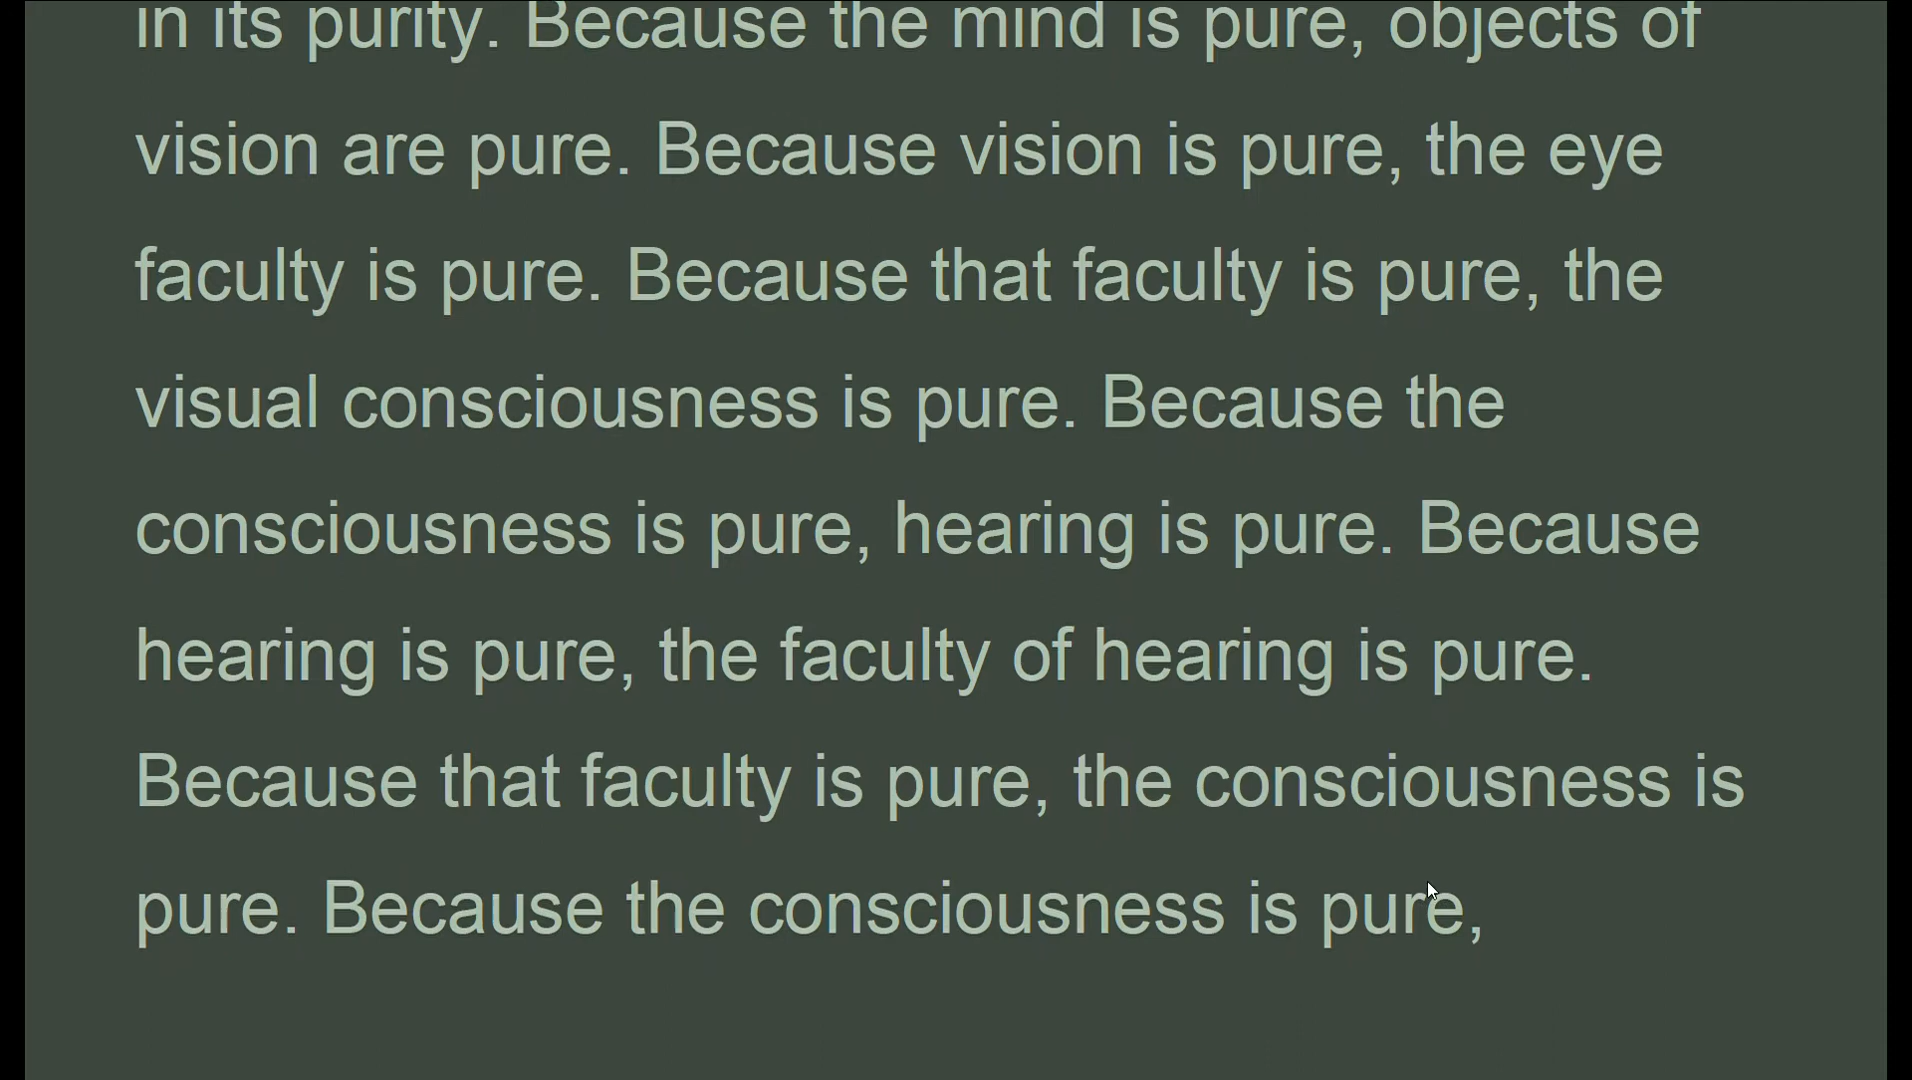 in its purity. Because the mind is pure, objects of
vision are pure. Because vision is pure, the eye
faculty is pure. Because that faculty is pure, the
visual consciousness is pure. Because the
consciousness is pure, hearing is pure. Because
hearing is pure, the faculty of hearing is pure.
Because that faculty is pure, the consciousness is
pure. Because the consciousness is pure,